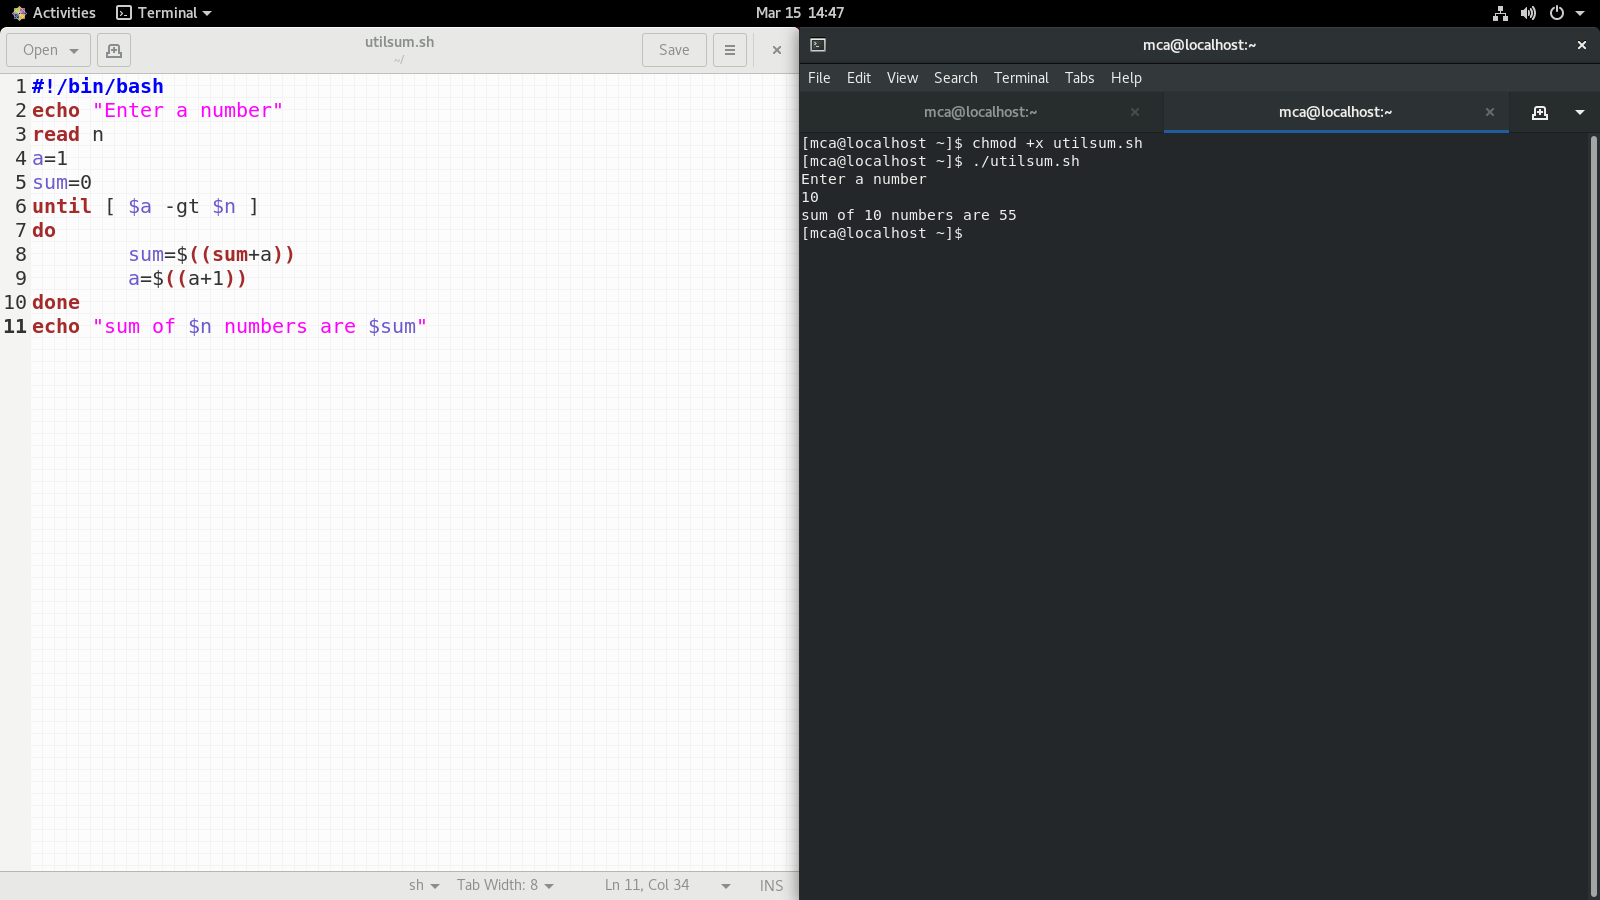 Activities Terminal Mar 15 14:47
Open utilsum.sh Save
~/
1 #!/bin/bash
2 echo "Enter a number"
3 read n
4 a=1
5 sum=0
6 until [ $a -gt $n ]
7 do
8         sum=$((sum+a))
9         a=$((a+1))
10 done
11 echo "sum of $n numbers are $sum"
sh Tab Width: 8 Ln 11, Col 34 INS
mca@localhost:~
File Edit View Search Terminal Tabs Help
mca@localhost:~ mca@localhost:~
[mca@localhost ~]$ chmod +x utilsum.sh
[mca@localhost ~]$ ./utilsum.sh
Enter a number
10
sum of 10 numbers are 55
[mca@localhost ~]$